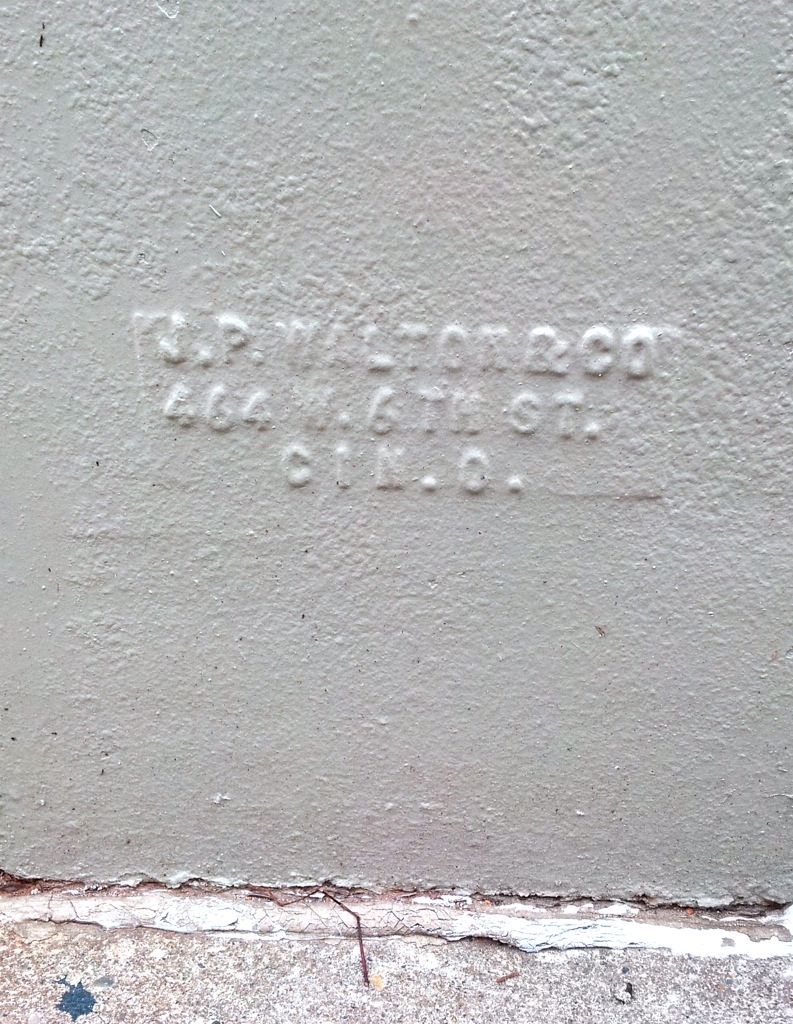 J.P. WALTON & CO
464 W. 6TH ST.
CIN. O.